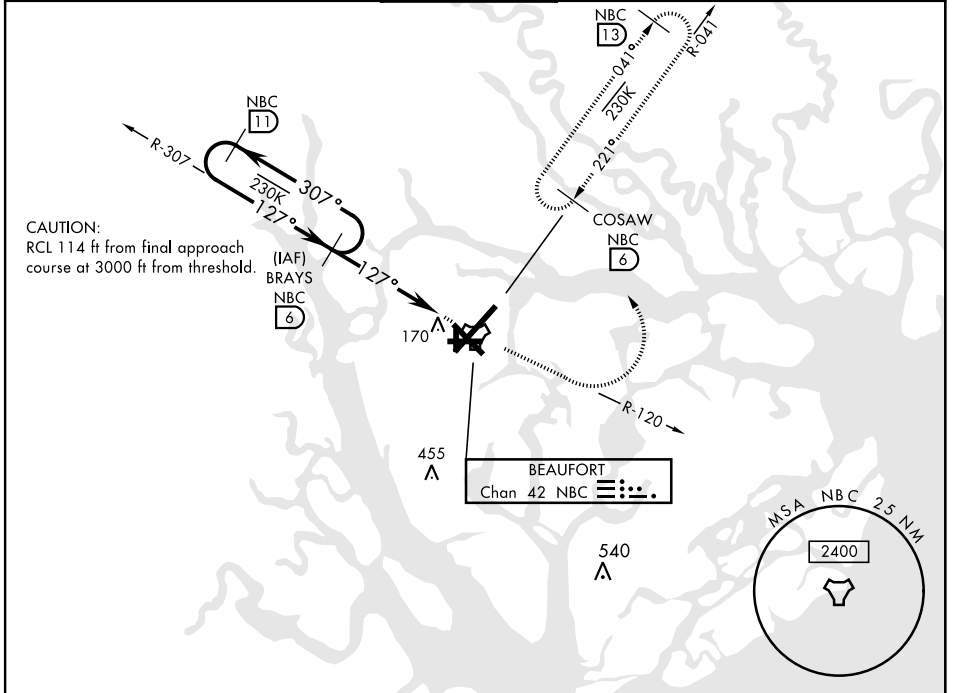 NBC
13
R-041
041°
230K
221°
NBC
11
R-307
307°
230K
127°
COSAW
NBC
6
CAUTION:
RCL 114 ft from final approach
course at 3000 ft from threshold.
(IAF)
BRAYS
NBC
6
127°
170
R-120
455
BEAUFORT
Chan 42 NBC
540
MSA NBC 25 NM
2400